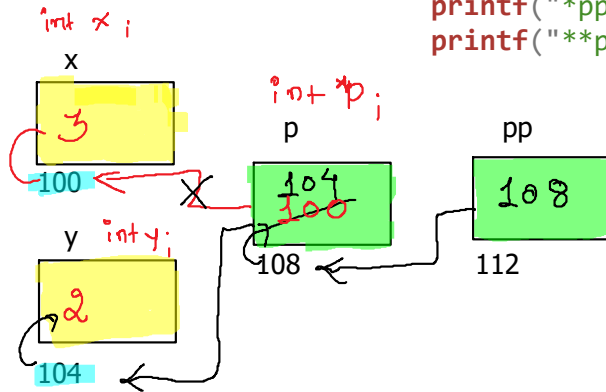 printf("*pp
printf("**p
int x;
x
3
100
int *p;
p
104
100
108
pp
108
112
int y;
y
2
104